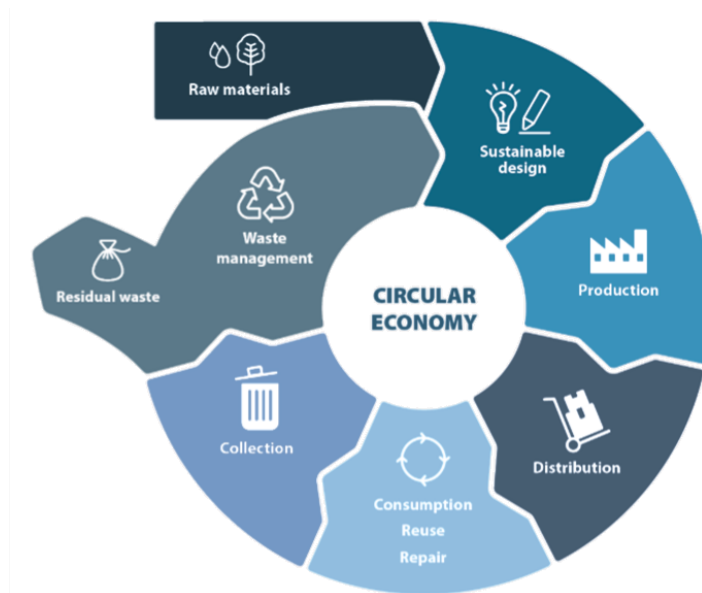 Raw materials
Sustainable
design
Waste
management
Residual waste
Production
CIRCULAR
ECONOMY
Collection
Distribution
Consumption
Reuse
Repair